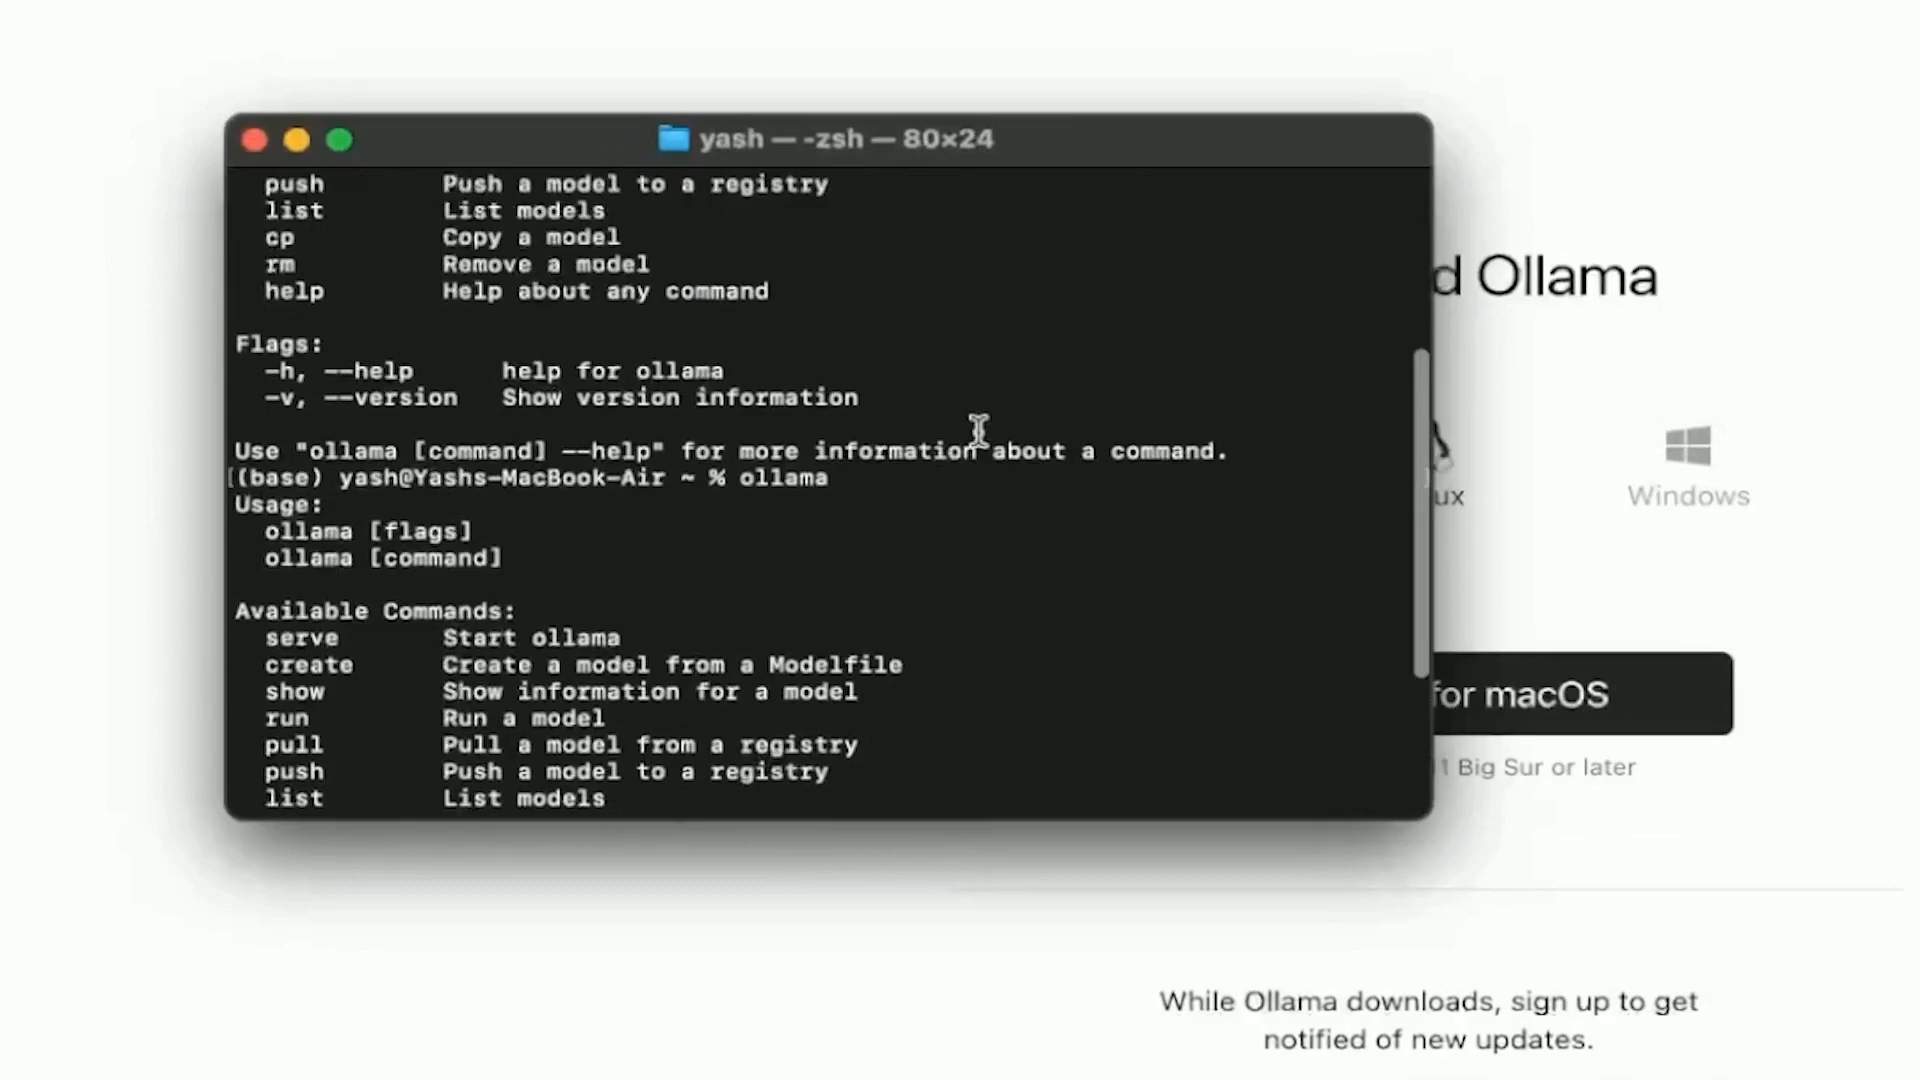 yash — -zsh — 80×24
push Push a model to a registry
list List models
cp Copy a model
rm Remove a model
help Help about any command
Flags:
-h, --help help for ollama
-v, --version Show version information
Use "ollama [command] --help" for more information about a command.
[(base) yash@Yashs-MacBook-Air ~ % ollama
Usage:
ollama [flags]
ollama [command]
Available Commands:
serve Start ollama
create Create a model from a Modelfile
show Show information for a model
run Run a model
pull Pull a model from a registry
push Push a model to a registry
list List models
d Ollama
ux
Windows
for macOS
1 Big Sur or later
While Ollama downloads, sign up to get
notified of new updates.